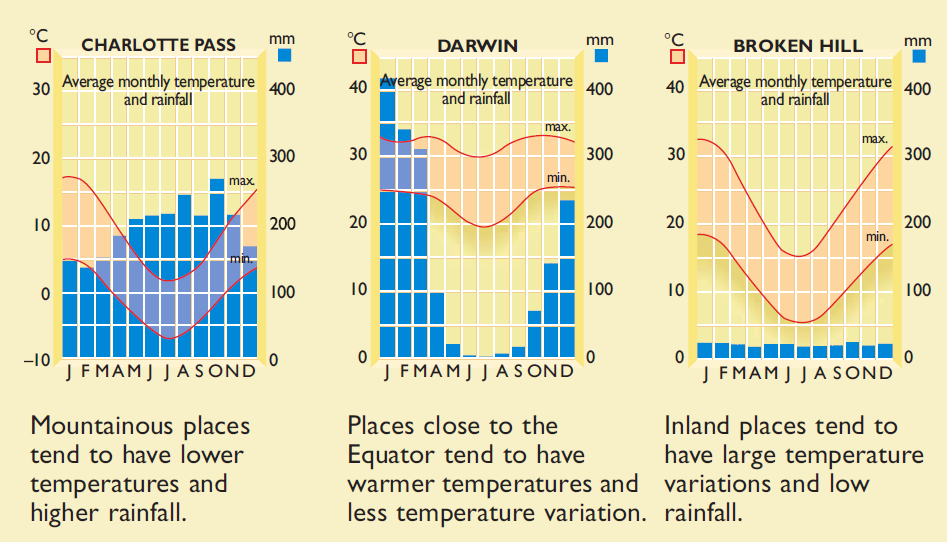 CHARLOTTE PASS
°C
mm
Average monthly temperature
and rainfall
30
20
10
0
–10
400
300
200
100
0
max.
min.
J F M A M J J A S O N D
Mountainous places
tend to have lower
temperatures and
higher rainfall.
DARWIN
°C
mm
Average monthly temperature
and rainfall
40
30
20
10
0
400
300
200
100
0
max.
min.
J F M A M J J A S O N D
Places close to the
Equator tend to have
warmer temperatures and
less temperature variation.
BROKEN HILL
°C
mm
Average monthly temperature
and rainfall
40
30
20
10
0
400
300
200
100
0
max.
min.
J F M A M J J A S O N D
Inland places tend to
have large temperature
variations and low
rainfall.